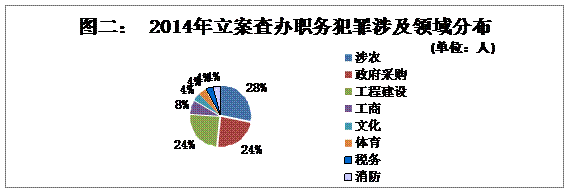 图二： 2014年立案查办职务犯罪涉及领域分布
(单位：人)
4%
4%
4%
4%
8%
28%
24%
24%
涉农
政府采购
工程建设
工商
文化
体育
税务
消防